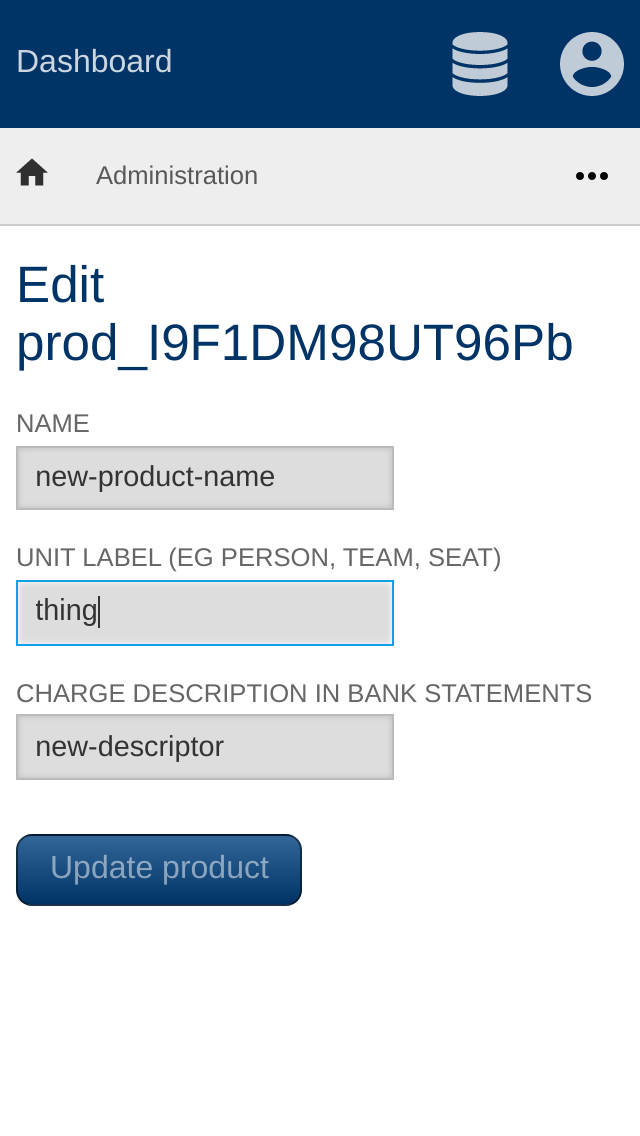 Dashboard
Administration
Edit
prod_I9F1DM98UT96Pb
NAME
new-product-name
UNIT LABEL (EG PERSON, TEAM, SEAT)
thing
CHARGE DESCRIPTION IN BANK STATEMENTS
new-descriptor
Update product